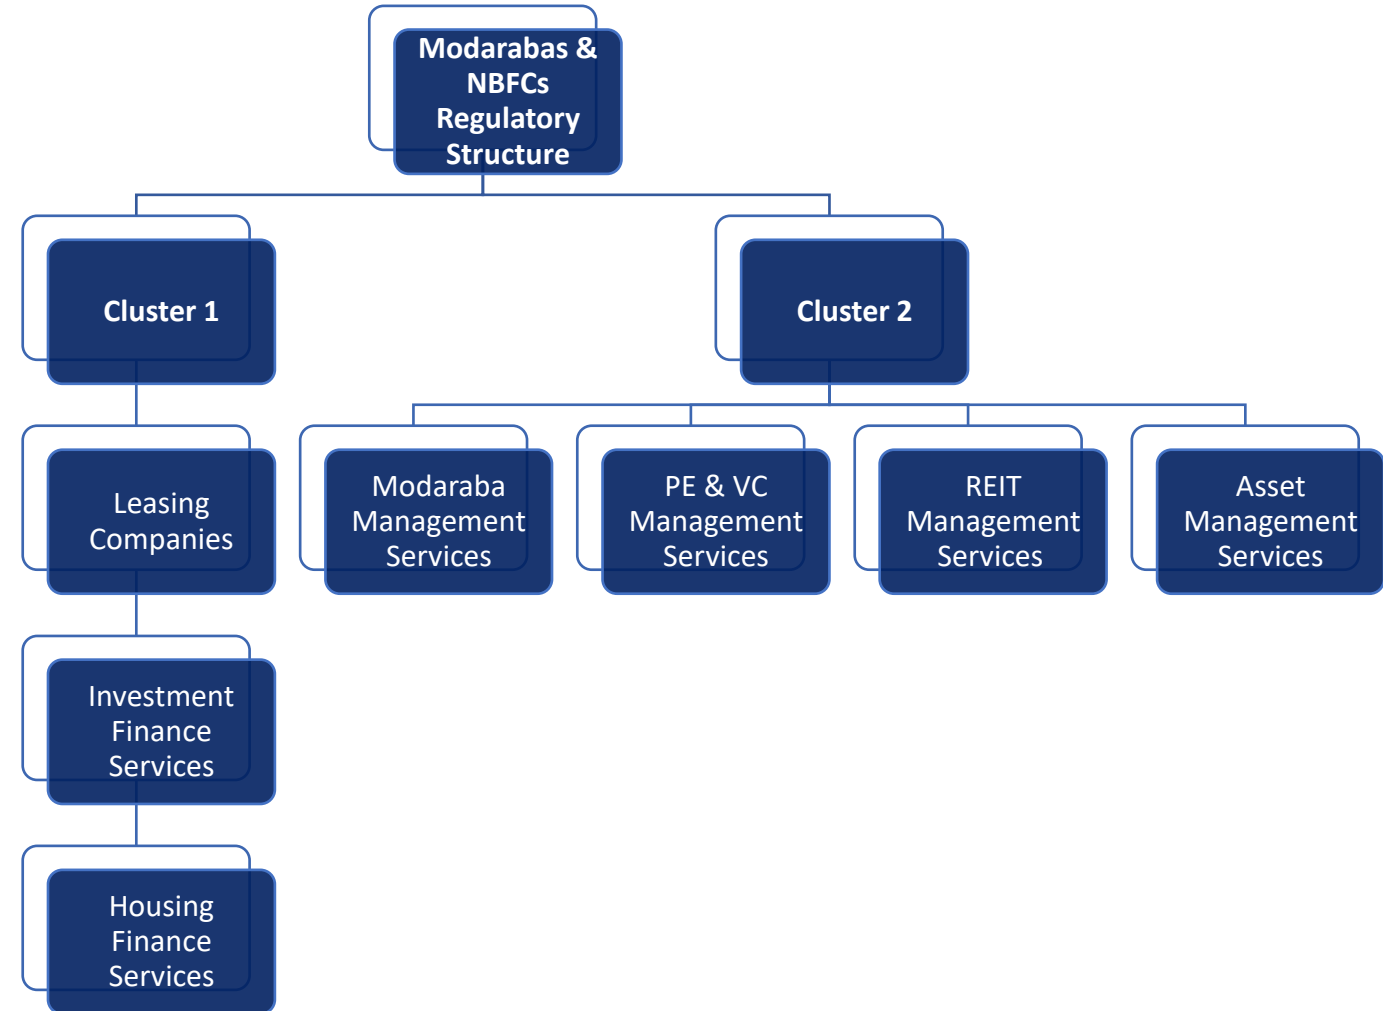 Modarabas &
NBFCs
Regulatory
Structure
Cluster 1
Cluster 2
Leasing
Companies
Modaraba
Management
Services
PE & VC
Management
Services
REIT
Management
Services
Asset
Management
Services
Investment
Finance
Services
Housing
Finance
Services